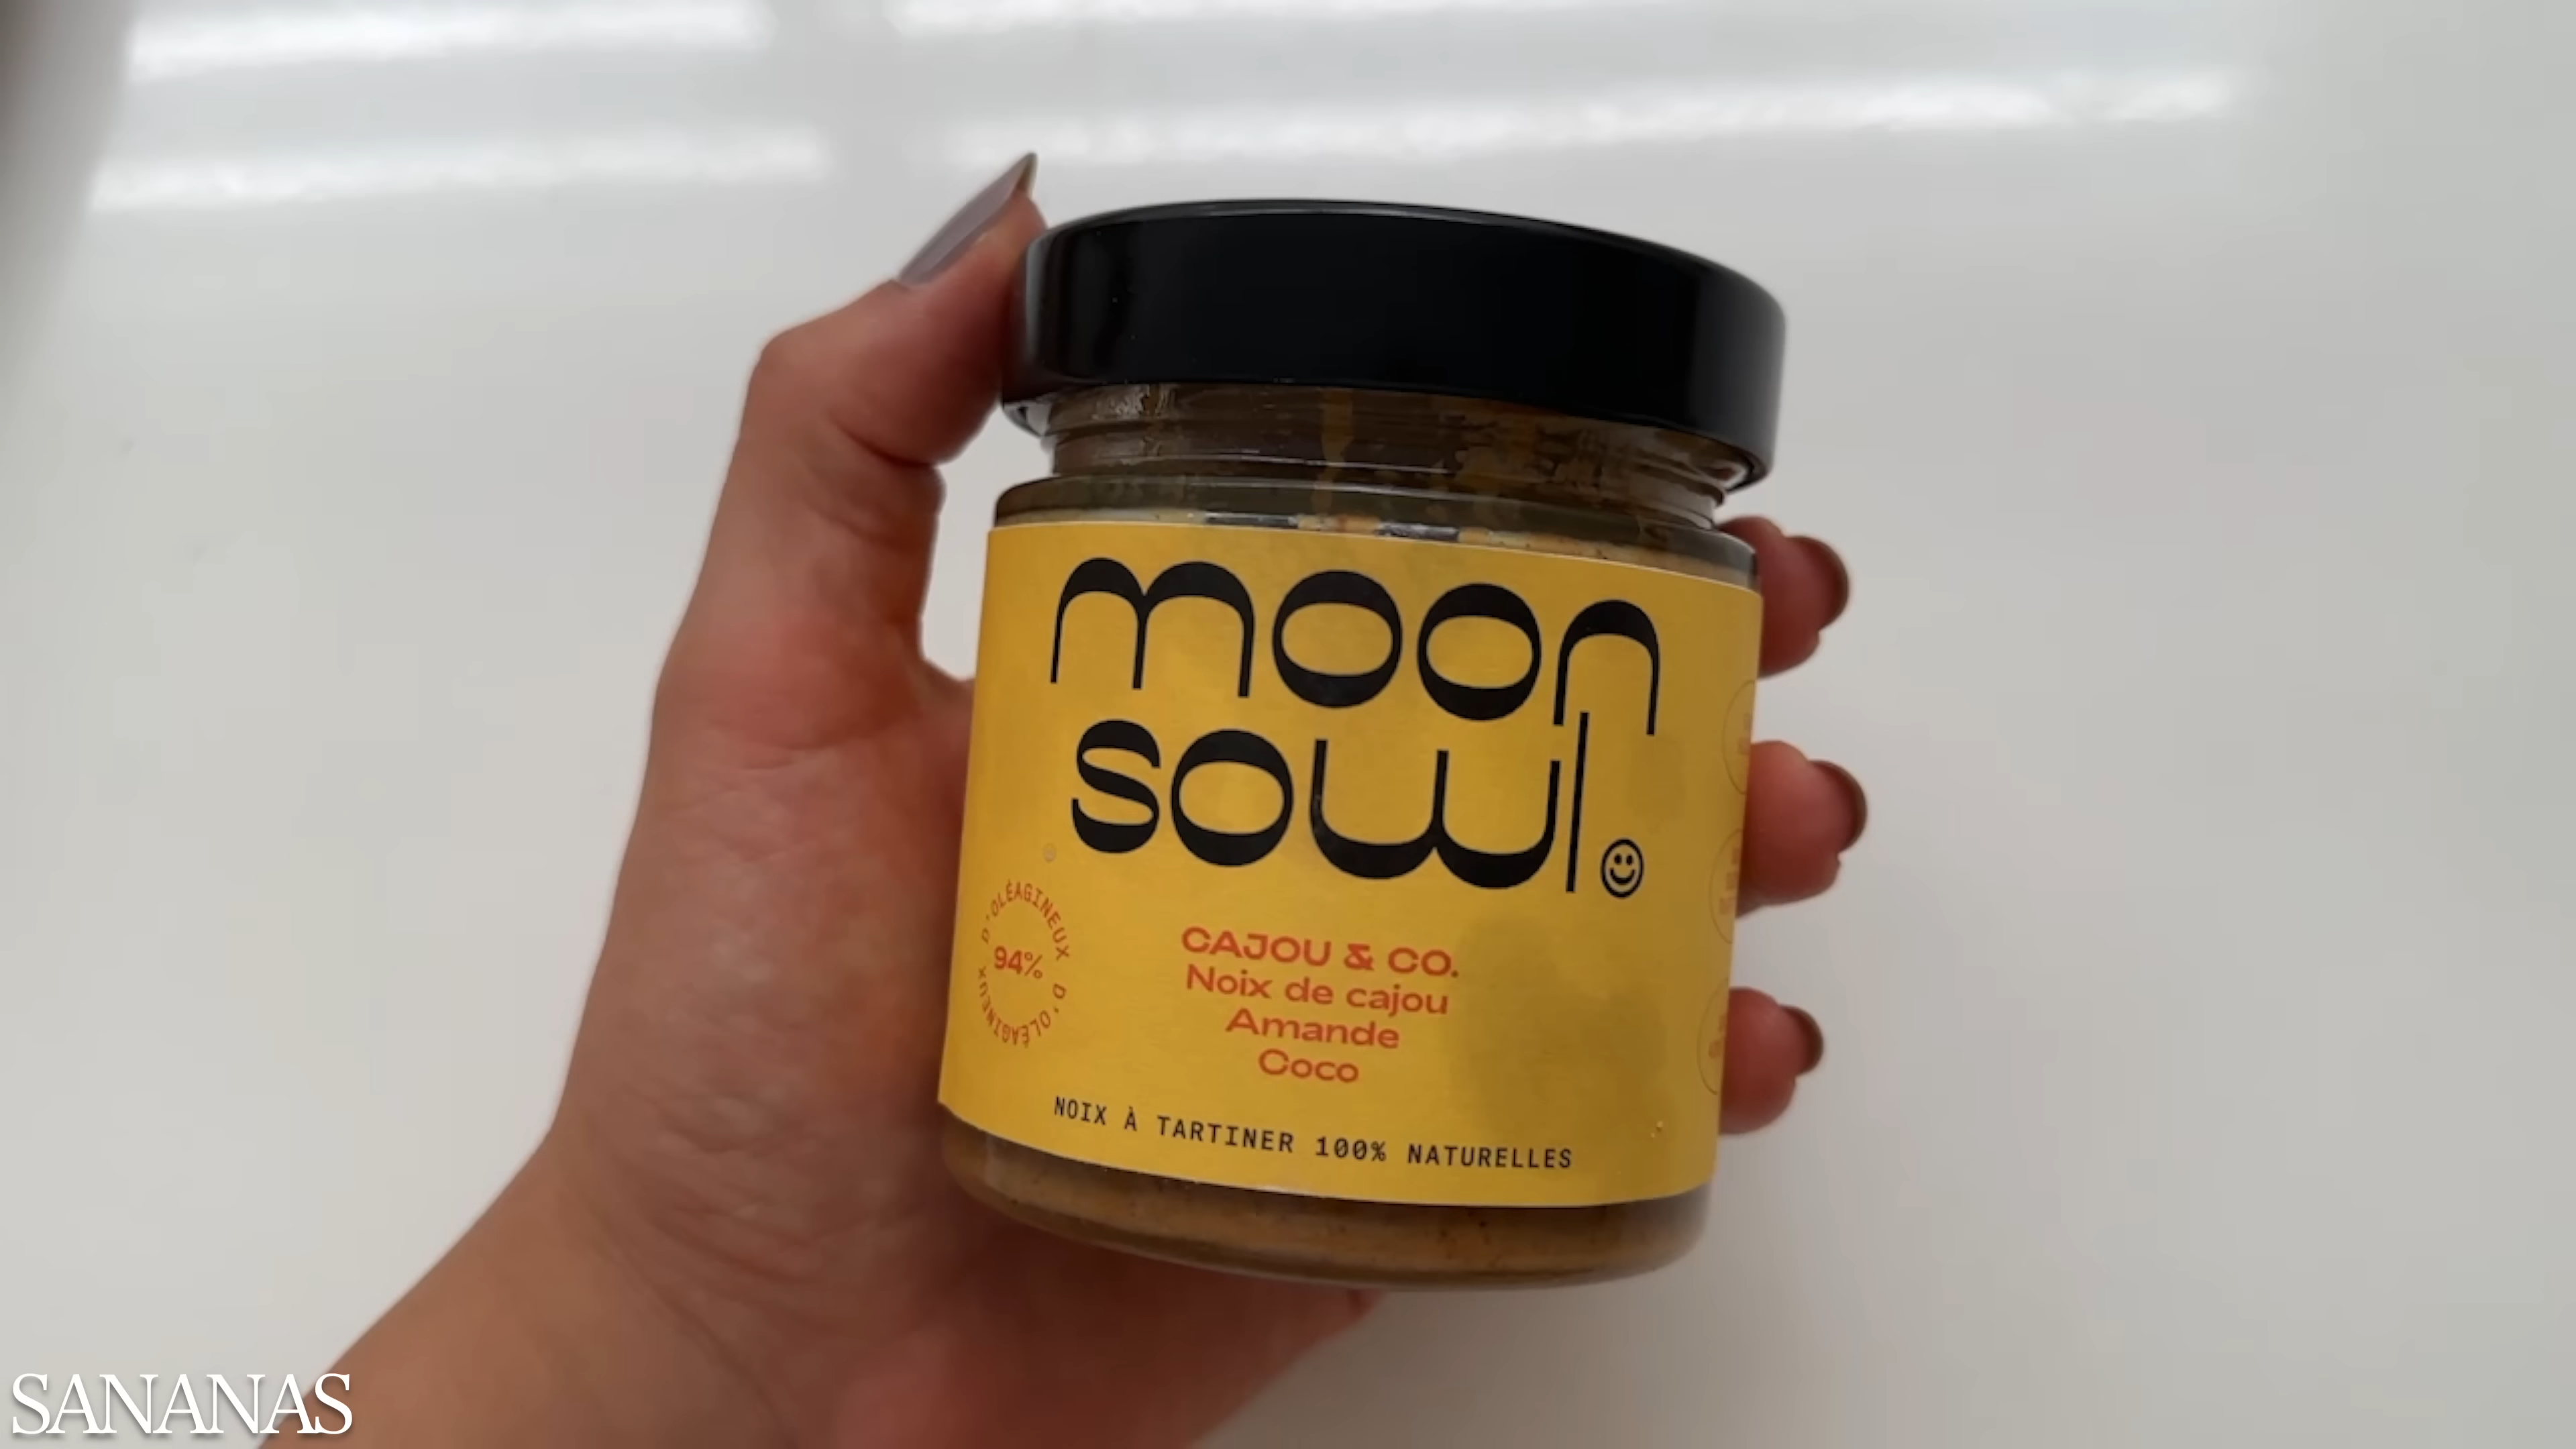 moon
sowl.
D'OLÉAGINEUX D'OLÉAGINEUX
94%
CAJOU & CO.
Noix de cajou
Amande
Coco
NOIX À TARTINER 100% NATURELLES
SANANAS